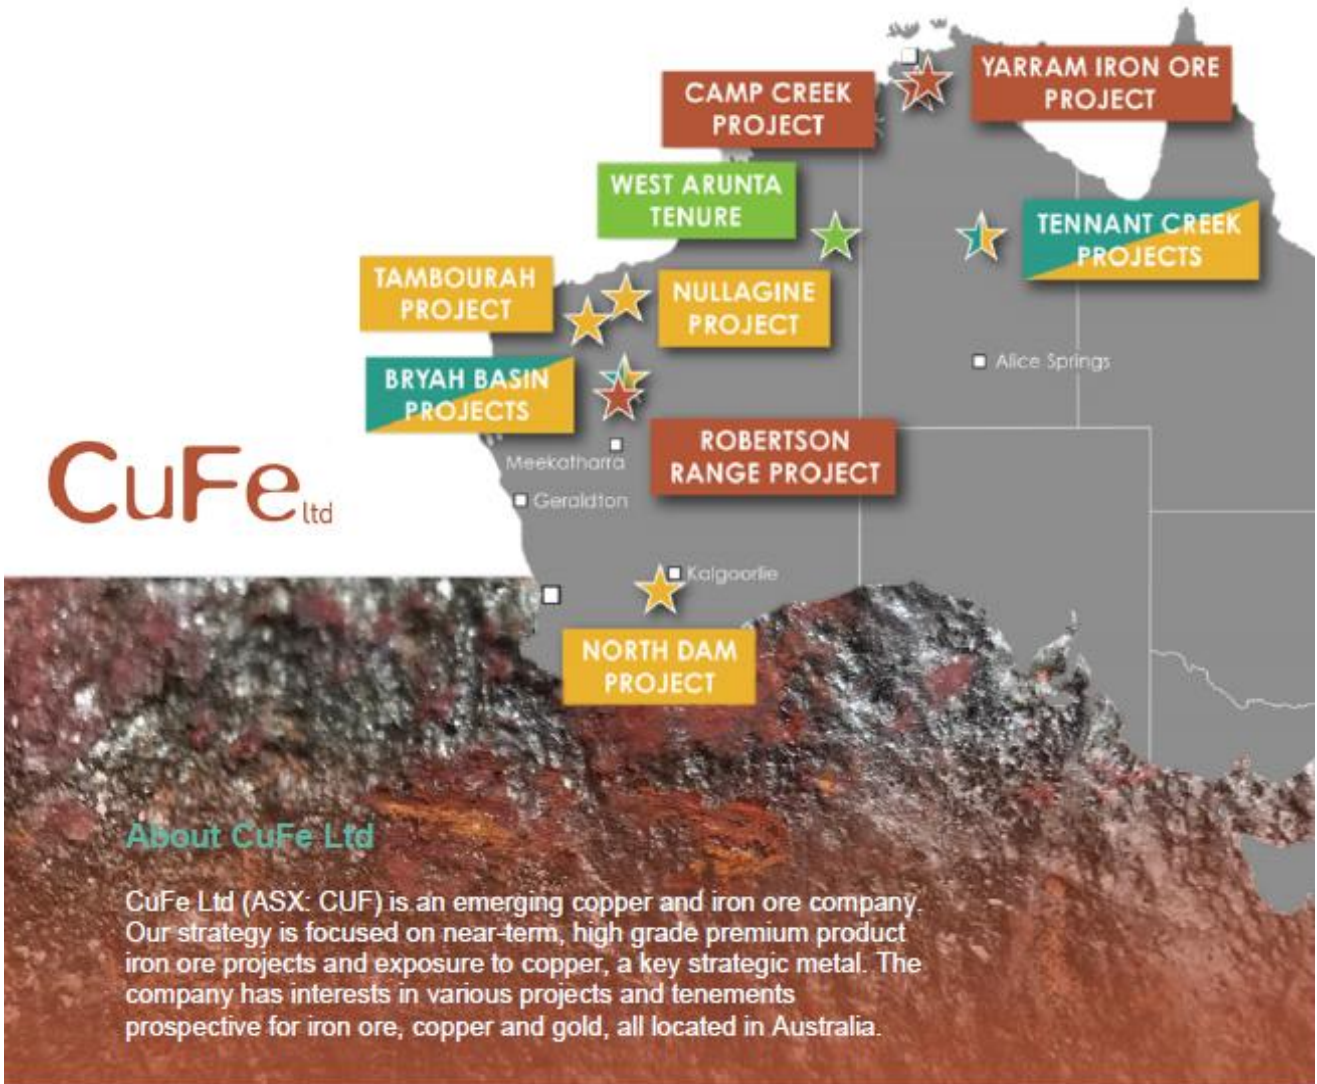 YARRAM IRON ORE
PROJECT
CAMP CREEK
PROJECT
WEST ARUNTA
TENURE
TENNANT CREEK
PROJECTS
TAMBOURAH
PROJECT
NULLAGINE
PROJECT
Alice Springs
BRYAH BASIN
PROJECTS
ROBERTSON
RANGE PROJECT
Meekatharra
Geraldton
CuFe ltd
Kalgoorlie
NORTH DAM
PROJECT
About CuFe Ltd
CuFe Ltd (ASX: CUF) is an emerging copper and iron ore company.
Our strategy is focused on near-term, high grade premium product
iron ore projects and exposure to copper, a key strategic metal. The
company has interests in various projects and tenements
prospective for iron ore, copper and gold, all located in Australia.